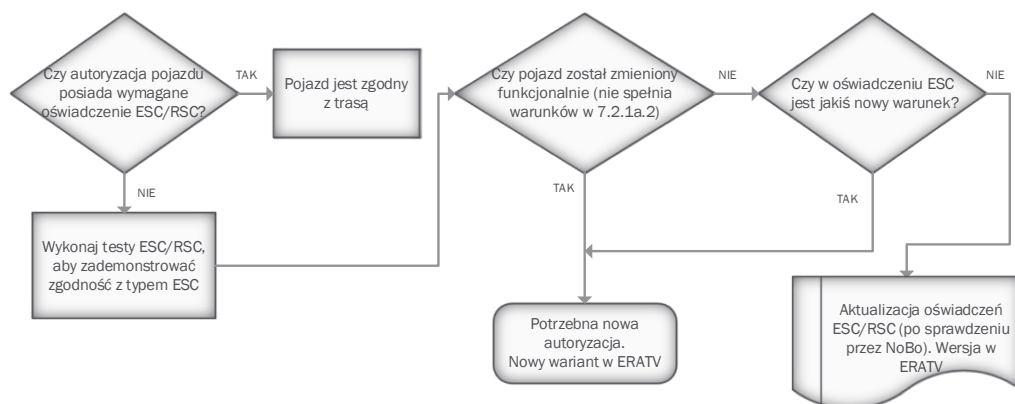 Czy autoryzacja pojazdu
posiada wymagane
oświadczenie ESC/RSC?
TAK
Pojazd jest zgodny
z trasą
NIE
Wykonaj testy ESC/RSC,
aby zademonstrować
zgodność z typem ESC
Czy pojazd został zmieniony
funkcjonalnie (nie spełnia
warunków w 7.2.1a.2)
NIE
TAK
Czy w oświadczeniu ESC
jest jakiś nowy warunek?
NIE
TAK
Potrzebna nowa
autoryzacja.
Nowy wariant w ERATV
Aktualizacja oświadczeń
ESC/RSC (po sprawdzeniu
przez NoBo). Wersja w
ERATV